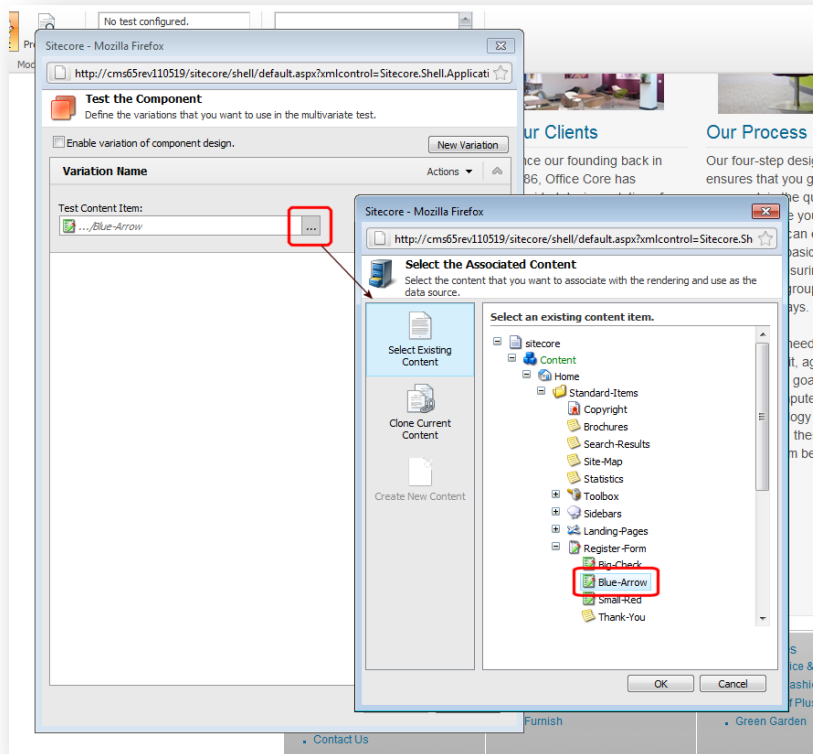 No test configured.
Pr
Mod
Sitecore - Mozilla Firefox
http://cms65rev110519/sitecore/shell/default.aspx?xmlcontrol=Sitecore.Shell.Applicati
Test the Component
Define the variations that you want to use in the multivariate test.
Enable variation of component design.
New Variation
Variation Name
Actions
Test Content Item:
.../Blue-Arrow
...
Sitecore - Mozilla Firefox
http://cms65rev110519/sitecore/shell/default.aspx?xmlcontrol=Sitecore.Sh
Select the Associated Content
Select the content that you want to associate with the rendering and use as the
data source.
Select Existing
Content
Clone Current
Content
Create New Content
Select an existing content item.
sitecore
Content
Home
Standard-Items
Copyright
Brochures
Search-Results
Site-Map
Statistics
Toolbox
Sidebars
Landing-Pages
Register-Form
Big-Check
Blue-Arrow
Small-Red
Thank-You
OK
Cancel
ur Clients
nce our founding back in
86, Office Core has
Our Process
Our four-step desig
ensures that you g
Furnish
Green Garden
Contact Us